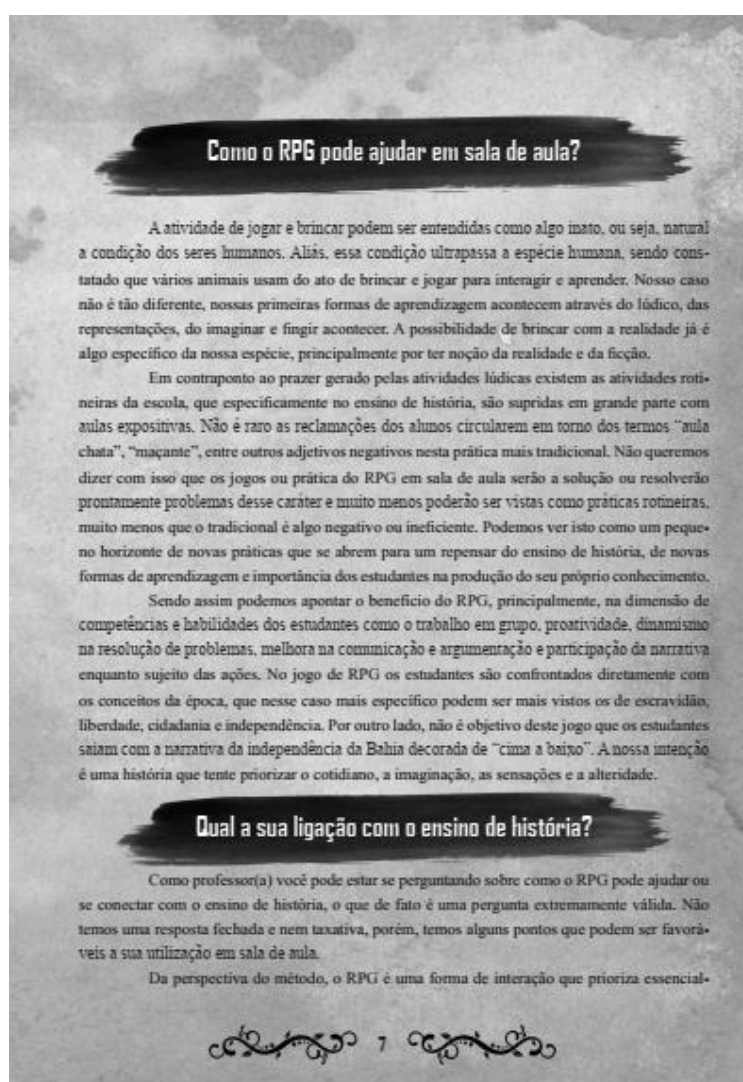 Como o RPG pode ajudar em sala de aula?
A atividade de jogar e brincar podem ser entendidas como algo inato, ou seja, natural
a condição dos seres humanos. Aliás, essa condição ultrapassa a espécie humana, sendo cons-
tatado que vários animais usam do ato de brincar e jogar para interagir e aprender. Nosso caso
não é tão diferente, nossas primeiras formas de aprendizagem acontecem através do lúdico, das
representações, do imaginar e fingir acontecer. A possibilidade de brincar com a realidade já é
algo específico da nossa espécie, principalmente por ter noção da realidade e da ficção.
Em contraponto ao prazer gerado pelas atividades lúdicas existem as atividades roti-
neiras da escola, que especificamente no ensino de história, são supridas em grande parte com
aulas expositivas. Não é raro as reclamações dos alunos circularem em torno dos termos "aula
chata", "maçante", entre outros adjetivos negativos nesta prática mais tradicional. Não queremos
dizer com isso que os jogos ou prática do RPG em sala de aula serão a solução ou resolverão
prontamente problemas desse caráter e muito menos poderão ser vistas como práticas rotineiras,
muito menos que o tradicional é algo negativo ou ineficiente. Podemos ver isto como um peque-
no horizonte de novas práticas que se abrem para um repensar do ensino de história, de novas
formas de aprendizagem e importância dos estudantes na produção do seu próprio conhecimento.
Sendo assim podemos apontar o benefício do RPG, principalmente, na dimensão de
competências e habilidades dos estudantes como o trabalho em grupo, proatividade, dinamismo
na resolução de problemas, melhora na comunicação e argumentação e participação da narrativa
enquanto sujeito das ações. No jogo de RPG os estudantes são confrontados diretamente com
os conceitos da época, que nesse caso mais específico podem ser mais vistos os de escravidão,
liberdade, cidadania e independência. Por outro lado, não é objetivo deste jogo que os estudantes
saiam com a narrativa da independência da Bahia decorada de "cima a baixo". A nossa intenção
é uma história que tente priorizar o cotidiano, a imaginação, as sensações e a alteridade.
Qual a sua ligação com o ensino de história?
Como professor(a) você pode estar se perguntando sobre como o RPG pode ajudar ou
se conectar com o ensino de história, o que de fato é uma pergunta extremamente válida. Não
temos uma resposta fechada e nem taxativa, porém, temos alguns pontos que podem ser favorá-
veis a sua utilização em sala de aula.
Da perspectiva do método, o RPG é uma forma de interação que prioriza essencial-
7